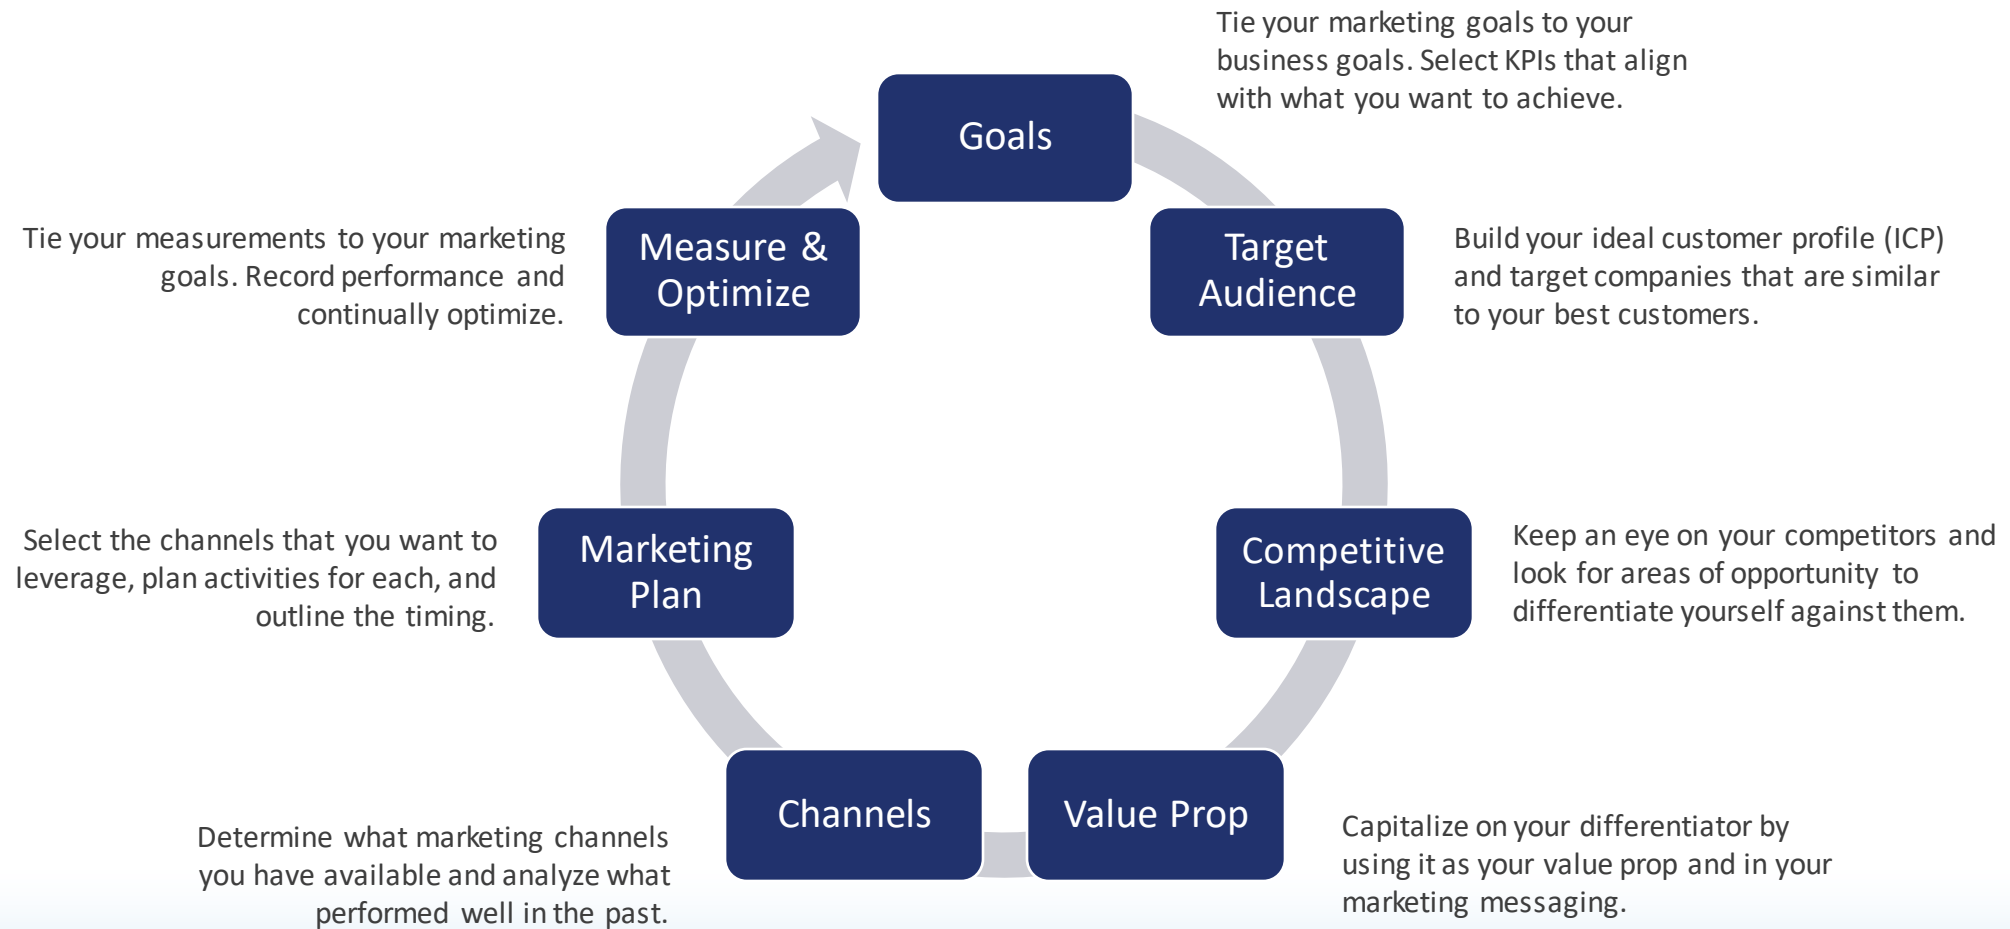 Goals
Tie your marketing goals to your
business goals. Select KPIs that align
with what you want to achieve.
Target
Audience
Build your ideal customer profile (ICP)
and target companies that are similar
to your best customers.
Competitive
Landscape
Keep an eye on your competitors and
look for areas of opportunity to
differentiate yourself against them.
Value Prop
Capitalize on your differentiator by
using it as your value prop and in your
marketing messaging.
Channels
Determine what marketing channels
you have available and analyze what
performed well in the past.
Marketing
Plan
Select the channels that you want to
leverage, plan activities for each, and
outline the timing.
Measure &
Optimize
Tie your measurements to your marketing
goals. Record performance and
continually optimize.